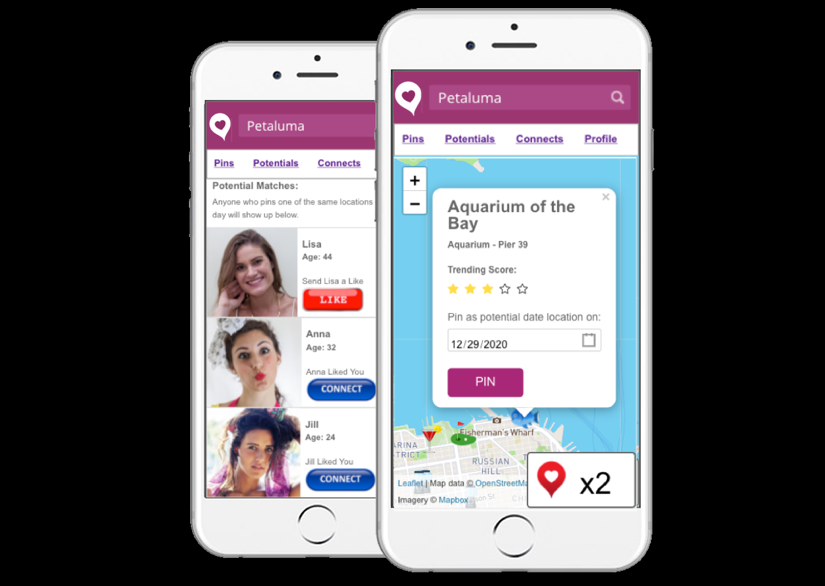 Petaluma
Pins Potentials Connects
Potential Matches:
Anyone who pins one of the same locations
day will show up below.
Lisa
Age: 44
Send Lisa a Like
LIKE
Anna
Age: 32
Anna Liked You
CONNECT
Jill
Age: 24
Jill Liked You
CONNECT
Petaluma
Pins Potentials Connects Profile
+
−
×
Aquarium of the
Bay
Aquarium - Pier 39
Trending Score:
Pin as potential date location on:
12/29/2020
PIN
Fisherman's Wharf
ARINA
STRICT
RUSSIAN
HILL
Leaflet | Map data © OpenStreetMa
Imagery © Mapbox
x2